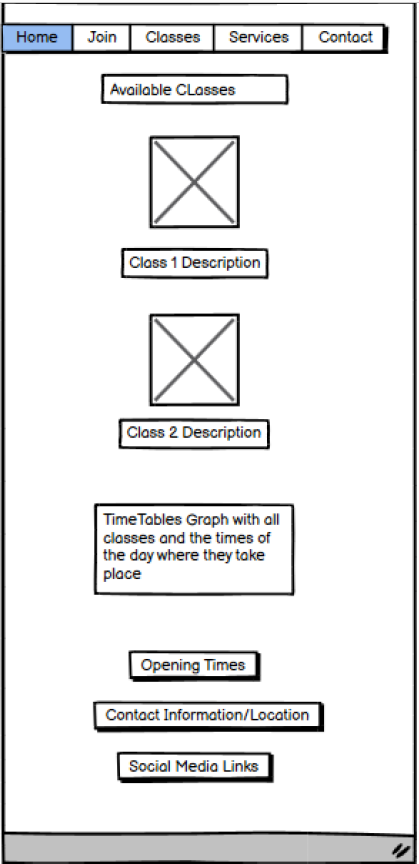 Home Join Classes Services Contact
Available CLasses
Class 1 Description
Class 2 Description
TimeTables Graph with all
classes and the times of
the day where they take
place
Opening Times
Contact Information/Location
Social Media Links